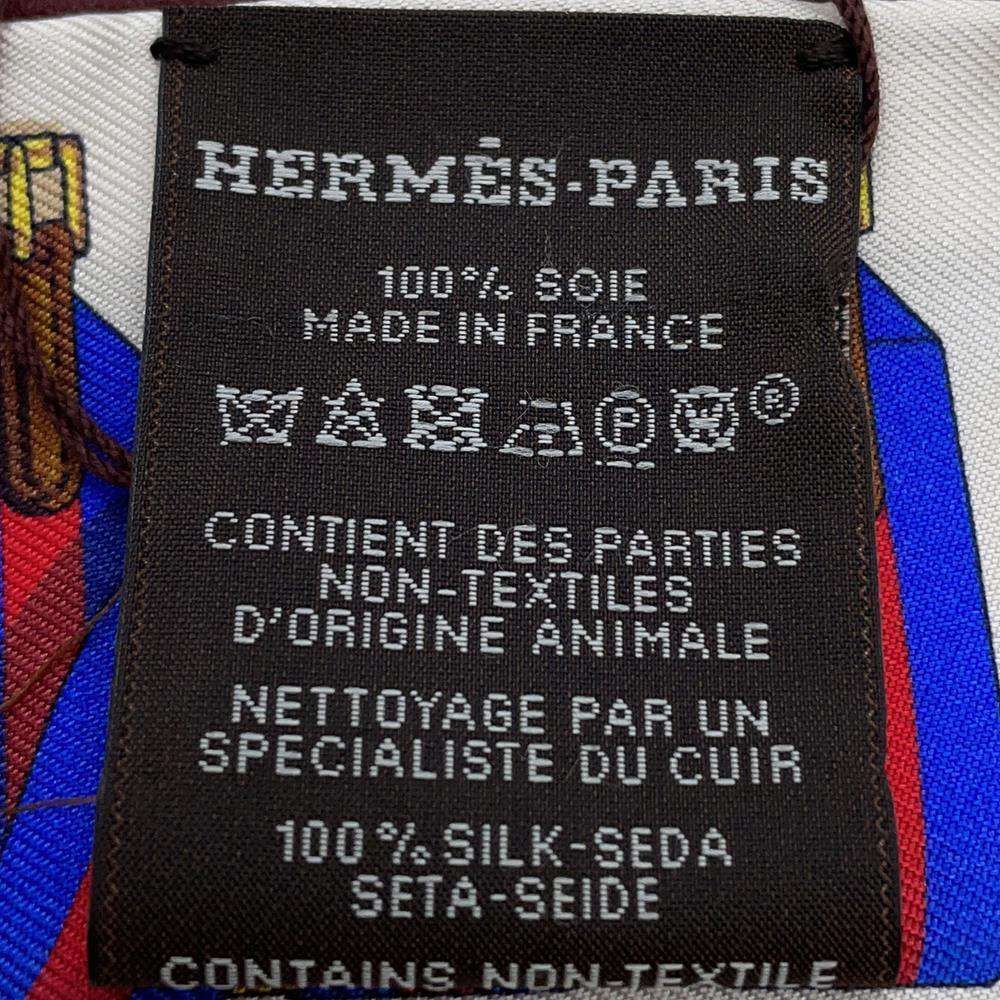 HERMÈS-PARIS
100% SOIE
MADE IN FRANCE
P W ®
CONTIENT DES PARTIES
NON-TEXTILES
D'ORIGINE ANIMALE
NETTOYAGE PAR UN
SPECIALISTE DU CUIR
100% SILK-SEDA
SETA-SEIDE
CONTAINS NON-TEXTILE